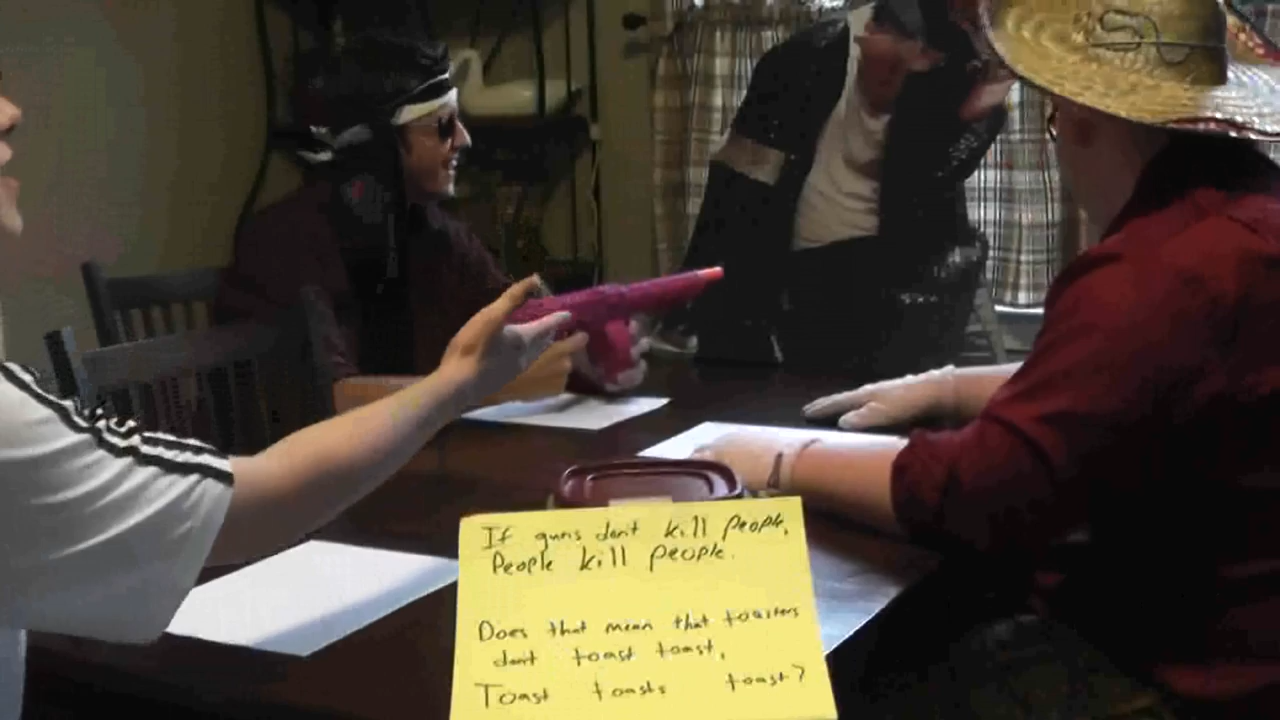 If guns don't kill people,
People kill people.
Does that mean that toasters
don't toast toast,
Toast toasts toast?